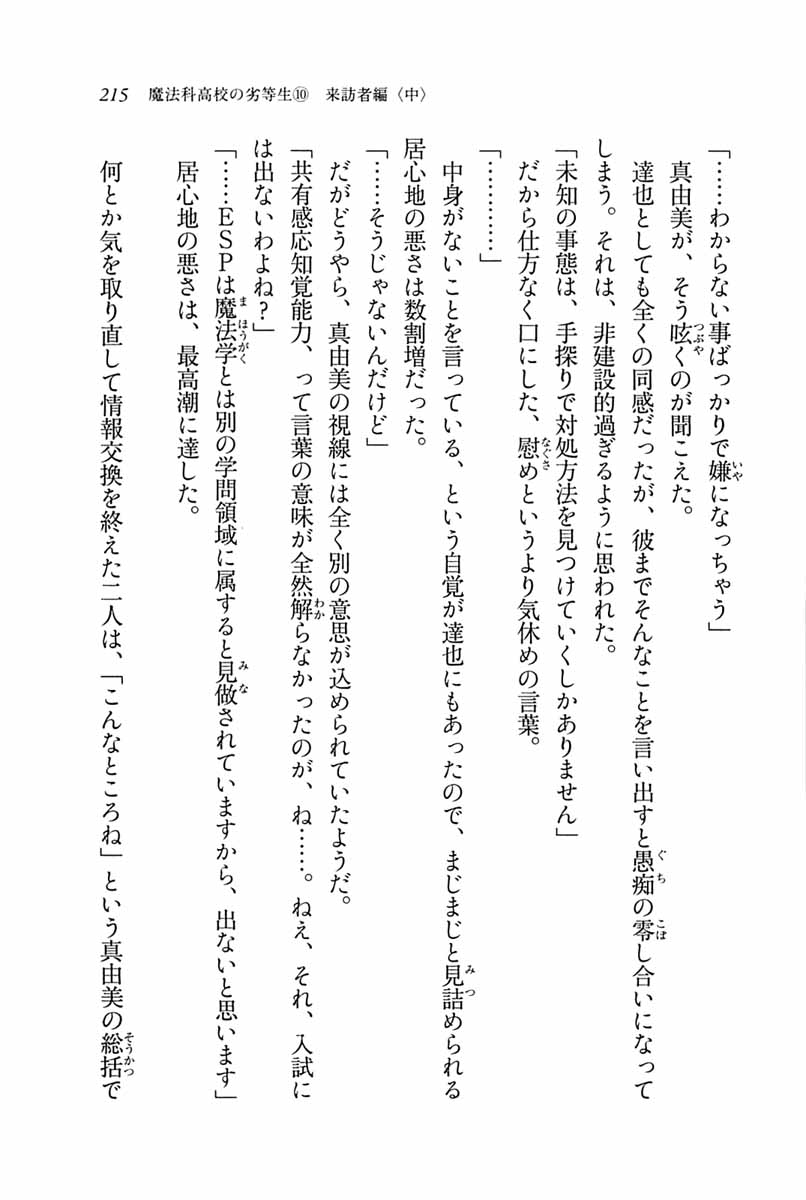 215　魔法科高校の劣等生⑩　来訪者編〈中〉
「……わからない事ばっかりで嫌になっちゃう」
真由美が、そう呟くのが聞こえた。
達也としても全くの同感だったが、彼までそんなことを言い出すと愚痴の零し合いになって
しまう。それは、非建設的過ぎるように思われた。
「未知の事態は、手探りで対処方法を見つけていくしかありません」
だから仕方なく口にした、慰めというより気休めの言葉。
「…………」
中身がないことを言っている、という自覚が達也にもあったので、まじまじと見詰められる
居心地の悪さは数割増だった。
「……そうじゃないんだけど」
だがどうやら、真由美の視線には全く別の意思が込められていたようだ。
「共有感応知覚能力、って言葉の意味が全然解らなかったのが、ね……。ねえ、それ、入試に
は出ないわよね？」
「……ＥＳＰは魔法学とは別の学問領域に属すると見做されていますから、出ないと思います」
居心地の悪さは、最高潮に達した。
何とか気を取り直して情報交換を終えた二人は、「こんなところね」という真由美の総括で